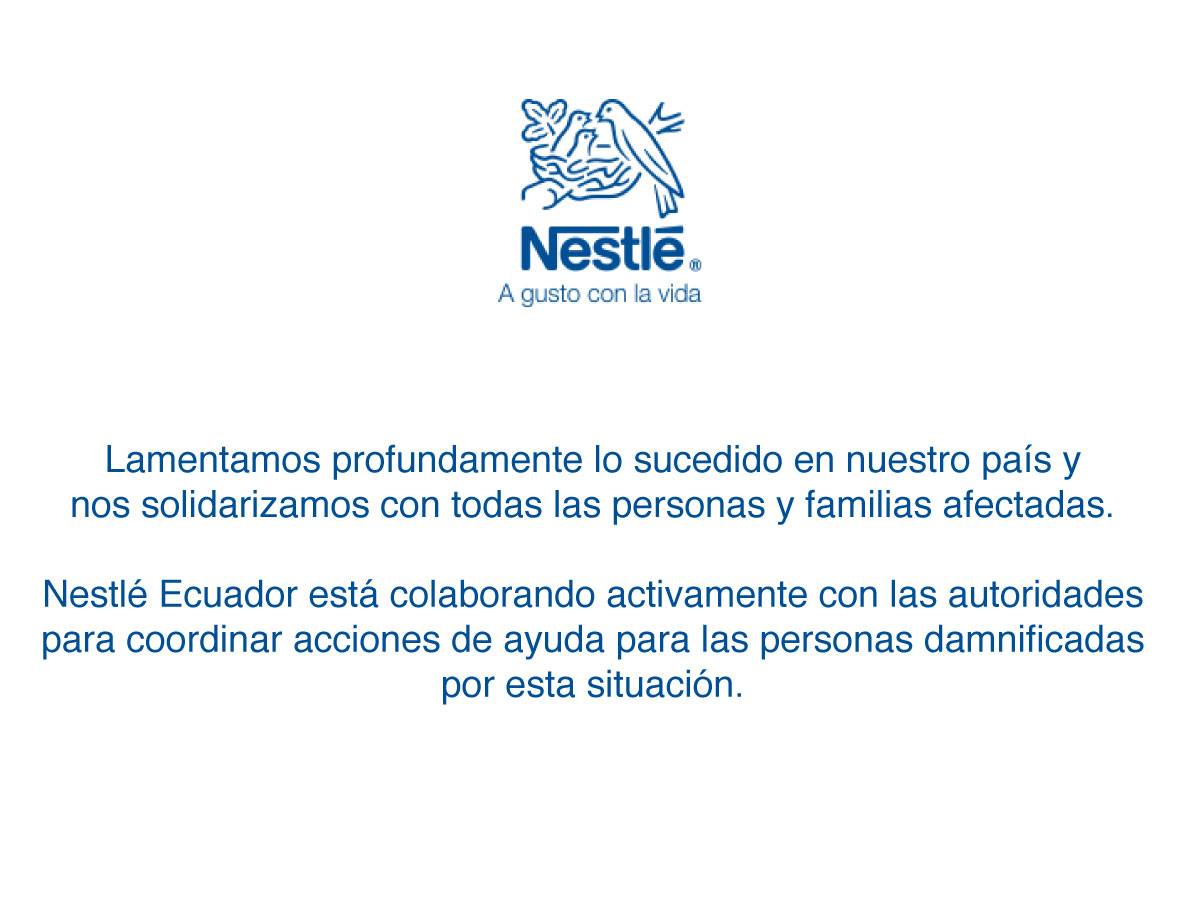 Nestlé ®
A gusto con la vida
Lamentamos profundamente lo sucedido en nuestro país y
nos solidarizamos con todas las personas y familias afectadas.
Nestlé Ecuador está colaborando activamente con las autoridades
para coordinar acciones de ayuda para las personas damnificadas
por esta situación.